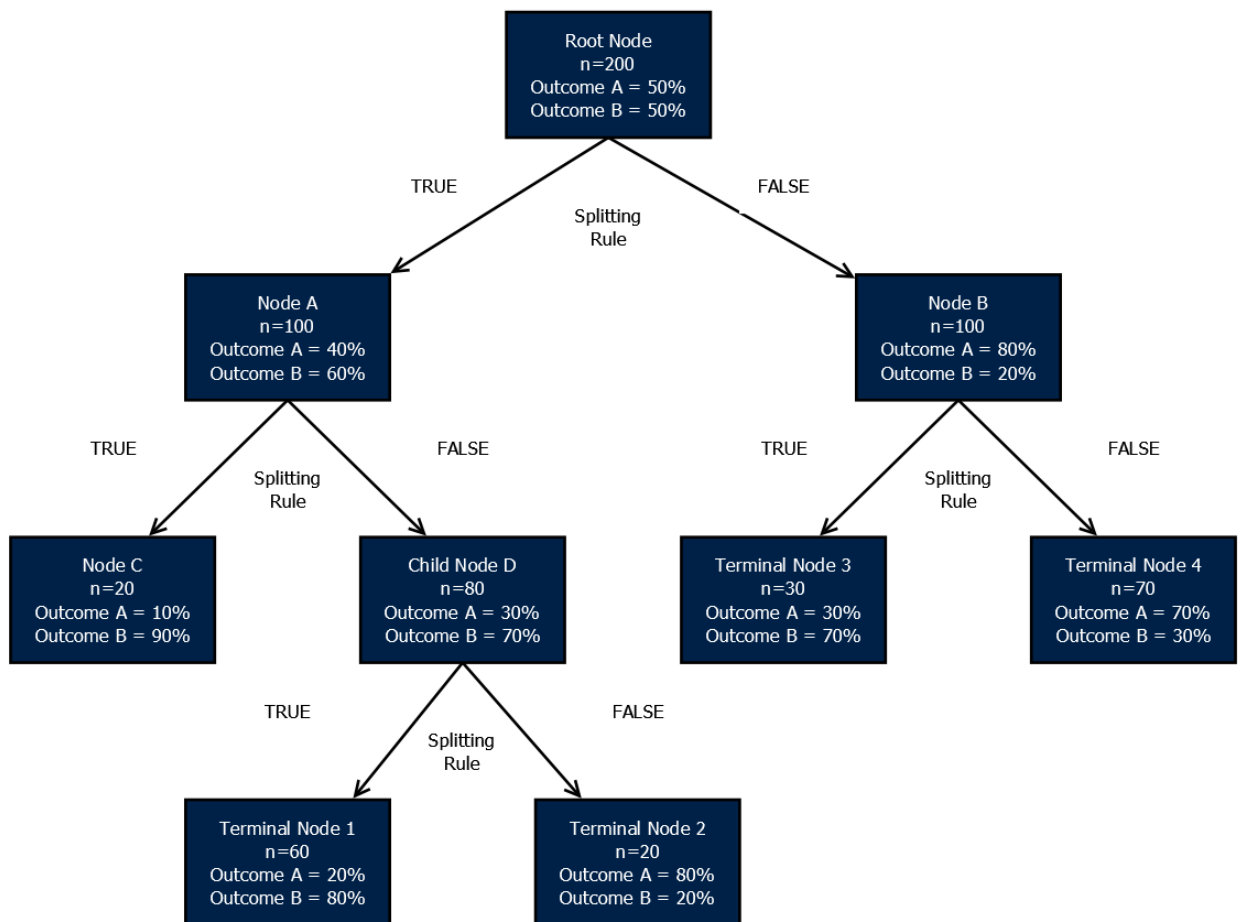 Root Node
n=200
Outcome A = 50%
Outcome B = 50%
TRUE
FALSE
Splitting
Rule
Node A
n=100
Outcome A = 40%
Outcome B = 60%
Node B
n=100
Outcome A = 80%
Outcome B = 20%
TRUE
FALSE
Splitting
Rule
TRUE
FALSE
Splitting
Rule
Node C
n=20
Outcome A = 10%
Outcome B = 90%
Child Node D
n=80
Outcome A = 30%
Outcome B = 70%
Terminal Node 3
n=30
Outcome A = 30%
Outcome B = 70%
Terminal Node 4
n=70
Outcome A = 70%
Outcome B = 30%
TRUE
FALSE
Splitting
Rule
Terminal Node 1
n=60
Outcome A = 20%
Outcome B = 80%
Terminal Node 2
n=20
Outcome A = 80%
Outcome B = 20%